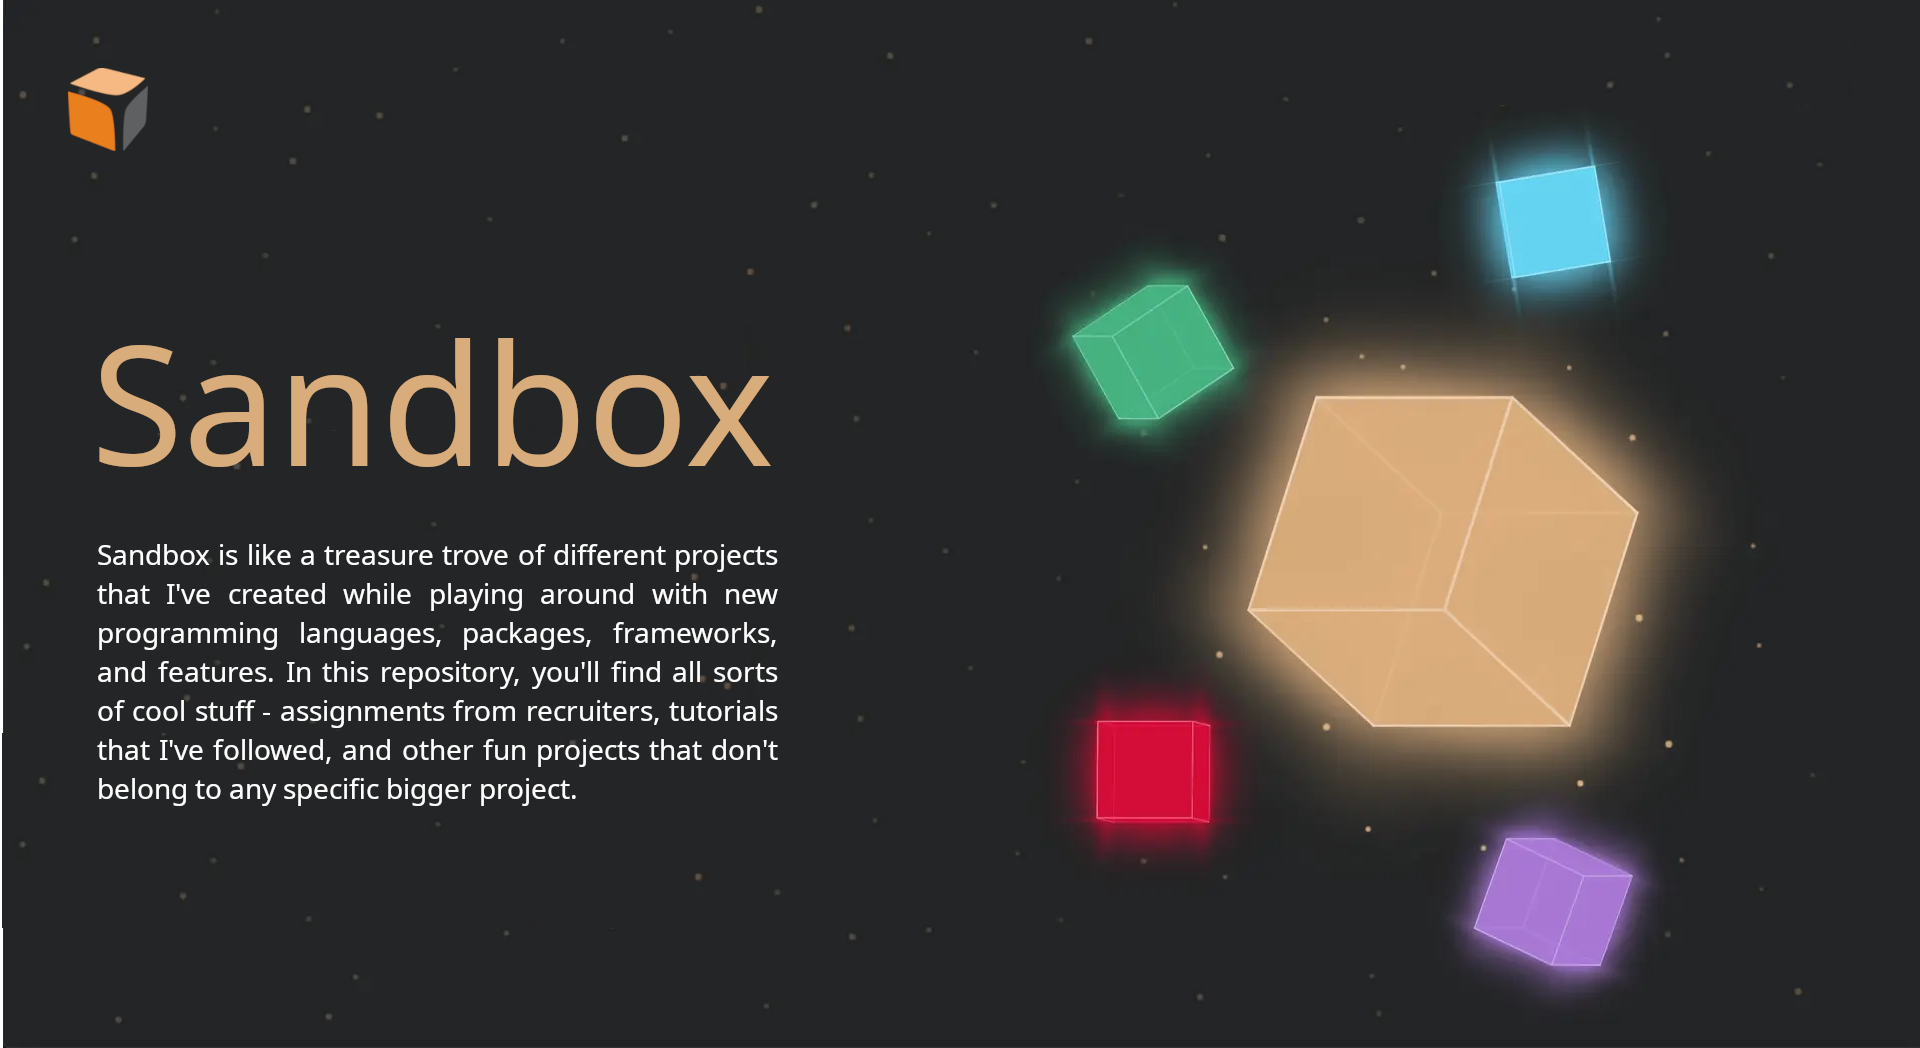 Sandbox
Sandbox is like a treasure trove of different projects
that I've created while playing around with new
programming languages, packages, frameworks,
and features. In this repository, you'll find all sorts
of cool stuff - assignments from recruiters, tutorials
that I've followed, and other fun projects that don't
belong to any specific bigger project.